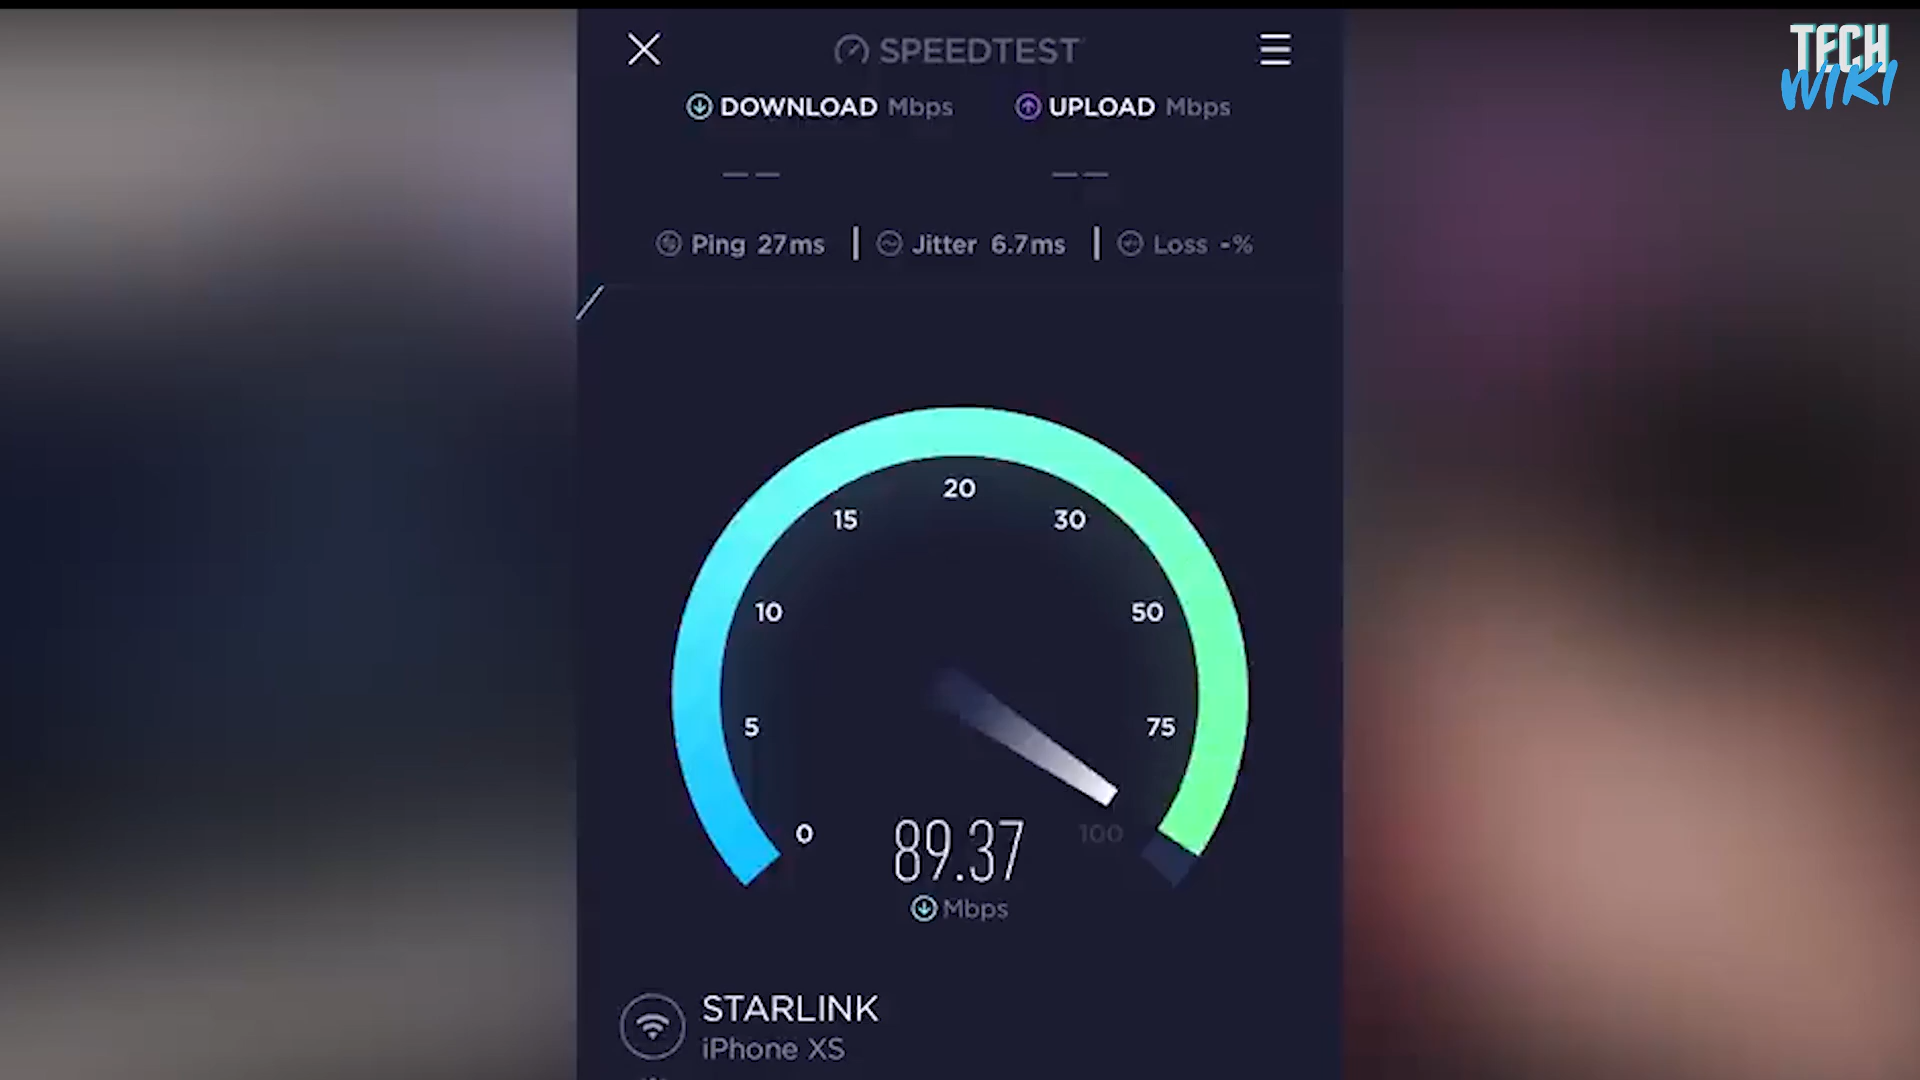 TECH
WIKI
SPEEDTEST
DOWNLOAD Mbps
UPLOAD Mbps
— —
— —
Ping 27ms
Jitter 6.7ms
Loss -%
0
5
10
15
20
30
50
75
100
89.37
Mbps
STARLINK
iPhone XS